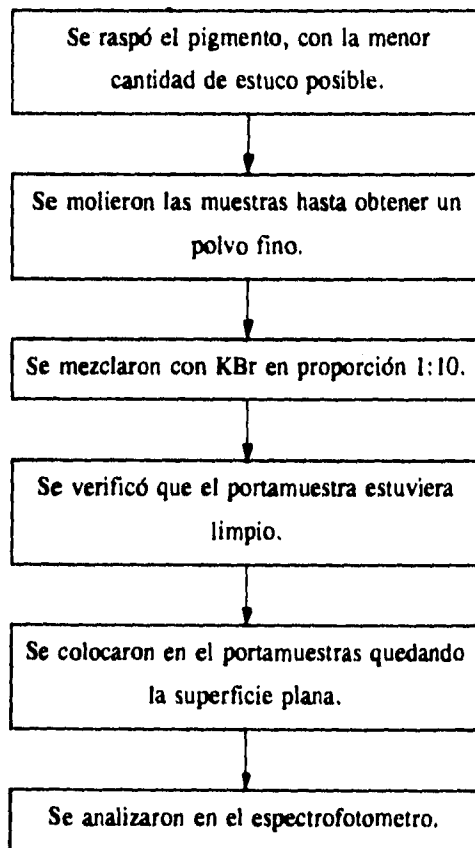 Se raspó el pigmento, con la menor
cantidad de estuco posible.
Se molieron las muestras hasta obtener un
polvo fino.
Se mezclaron con KBr en proporción 1:10.
Se verificó que el portamuestra estuviera
limpio.
Se colocaron en el portamuestras quedando
la superficie plana.
Se analizaron en el espectrofotometro.